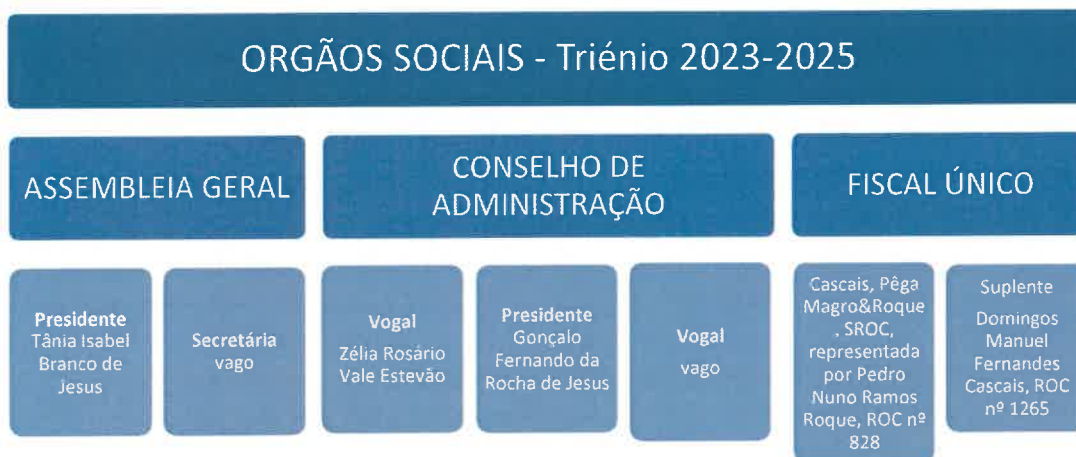 ORGÃOS SOCIAIS - Triénio 2023-2025
ASSEMBLEIA GERAL
CONSELHO DE
ADMINISTRAÇÃO
FISCAL ÚNICO
Presidente
Tânia Isabel
Branco de
Jesus
Secretária
vago
Vogal
Zélia Rosário
Vale Estevão
Presidente
Gonçalo
Fernando da
Rocha de Jesus
Vogal
vago
Cascais, Pêga
Magro&Roque
, SROC,
representada
por Pedro
Nuno Ramos
Roque, ROC nº
828
Suplente
Domingos
Manuel
Fernandes
Cascais, ROC
nº 1265